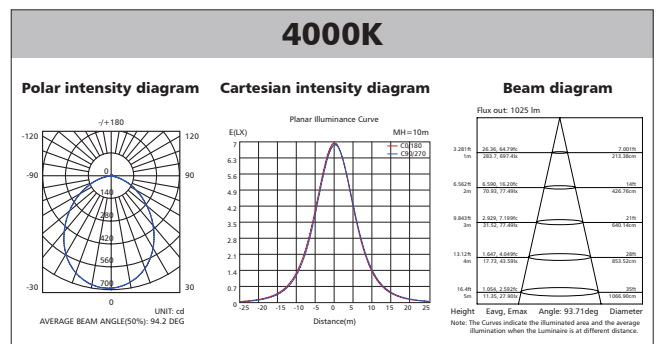 4000K
Polar intensity diagram
Cartesian intensity diagram
Beam diagram
-/+180
-120
120
-90
90
0
140
280
420
560
700
-30
30
0
UNIT: cd
AVERAGE BEAM ANGLE(50%): 94.2 DEG
Planar Illuminance Curve
E(LX)
MH=10m
C0/180
C90/270
7
6.3
5.6
4.9
4.2
3.5
2.8
2.1
1.4
0.7
0
-25 -20 -15 -10 -5 0 5 10 15 20 25
Distance(m)
Flux out: 1025 lm
3.281ft 26.36, 64.79fc 7.001ft
1m 283.7, 697.4lx 213.38cm
6.562ft 6.590, 16.20fc 14ft
2m 70.93, 77.49lx 426.76cm
9.843ft 2.929, 7.199fc 21ft
3m 31.52, 77.49lx 640.14cm
13.12ft 1.647, 4.049fc 28ft
4m 17.73, 43.59lx 853.52cm
16.4ft 1.054, 2.592fc 35ft
5m 11.35, 27.90lx 1066.90cm
Height Eavg, Emax Angle: 93.71deg Diameter
Note: The Curves indicate the illuminated area and the average
illumination when the Luminaire is at different distance.